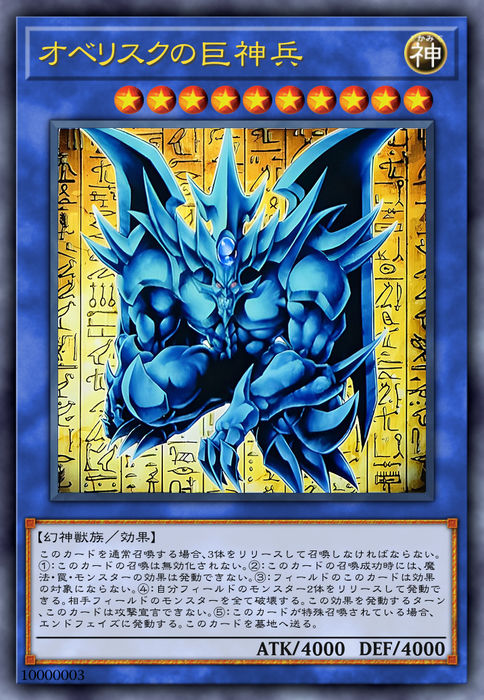 オベリスクの巨神兵
神
かみ
【幻神獣族／効果】
このカードを通常召喚する場合、3体をリリースして召喚しなければならない。
①：このカードの召喚は無効化されない。②：このカードの召喚成功時には、魔
法・罠・モンスターの効果は発動できない。③：フィールドのこのカードは効果
の対象にならない。④：自分フィールドのモンスター2体をリリースして発動で
きる。相手フィールドのモンスターを全て破壊する。この効果を発動するターン
、このカードは攻撃宣言できない。⑤：このカードが特殊召喚されている場合、
エンドフェイズに発動する。このカードを墓地へ送る。
ATK/4000 DEF/4000
10000003